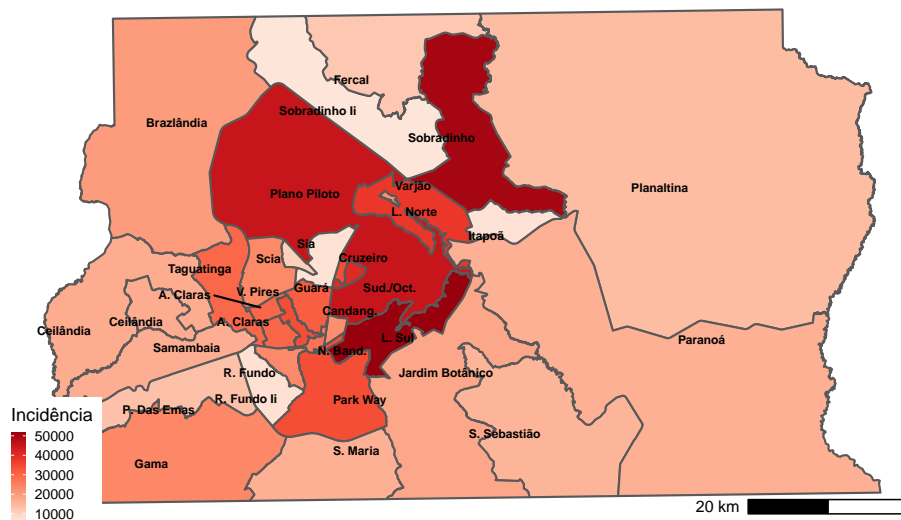 Fercal
Sobradinho Ii
Brazlândia
Sobradinho
Varjão
Planaltina
Plano Piloto
L. Norte
Itapoã
Sia
Cruzeiro
Scia
Taguatinga
Guará
Sud./Oct.
V. Pires
A. Claras
Candang.
Ceilândia
Ceilândia
A. Claras
L. Sul
Paranoá
Samambaia
N. Band.
R. Fundo
Jardim Botânico
R. Fundo Ii
Park Way
P. Das Emas
S. Sebastião
S. Maria
Gama
Incidência
50000
40000
30000
20000
10000
20 km